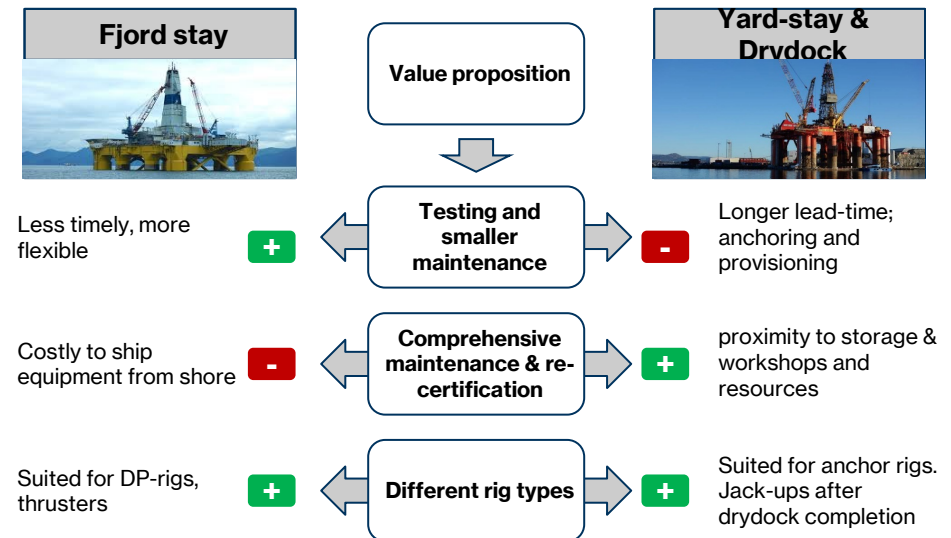 Fjord stay
Value proposition
Yard-stay &
Drydock
Less timely, more
flexible
+
Testing and
smaller
maintenance
-
Longer lead-time;
anchoring and
provisioning
Costly to ship
equipment from shore
-
Comprehensive
maintenance & re-
certification
+
proximity to storage &
workshops and
resources
Suited for DP-rigs,
thrusters
+
Different rig types
+
Suited for anchor rigs.
Jack-ups after
drydock completion